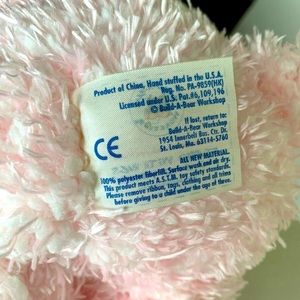 Product of China, Hand stuffed in the U.S.A.
Reg. No. PA-9859(HK)
Licensed under U.S. Pat.#6,109,196
© Build-A-Bear Workshop
If lost, return to:
Build-A-Bear Workshop
1954 Innerbelt Bus. Ctr. Dr.
St. Louis, Mo. 63114-5760
CE
ALL NEW MATERIAL.
100% polyester fiberfill. Surface wash and air dry.
This product meets A.S.T.M. toy safety standards.
Please remove ribbon, tags, clothing and all trims
before giving to a child under the age of three.